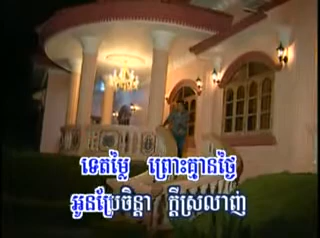 ទេតម្លៃ ព្រោះគ្មានថ្ងៃ
អូនប្រែចិន្តា ក្តីស្រលាញ់